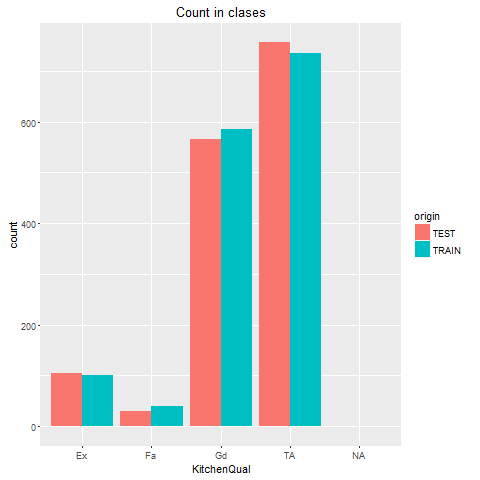 Count in clases
count
600
400
200
0
Ex Fa Gd TA NA
KitchenQual
origin
TEST
TRAIN